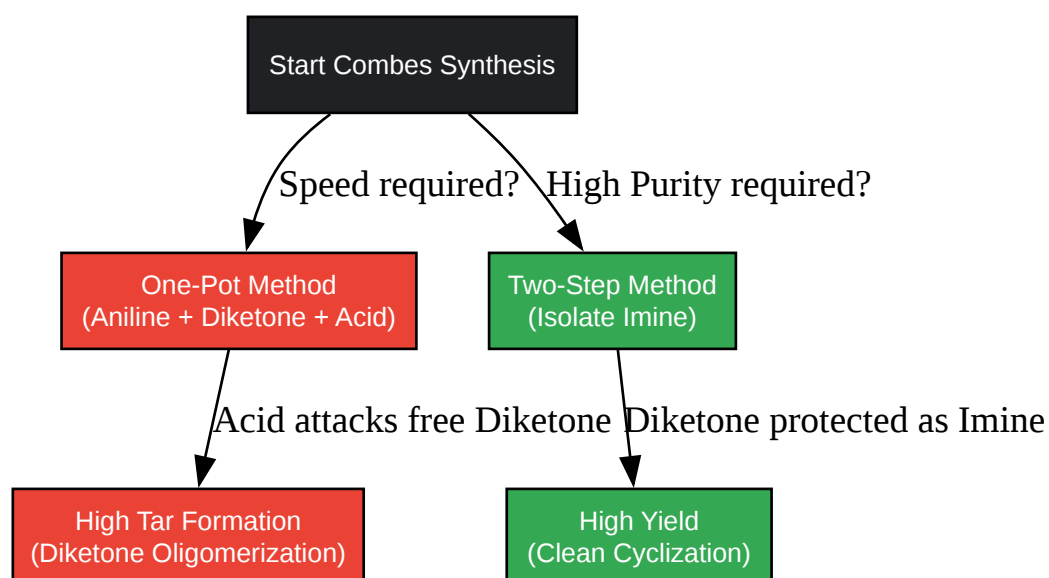 Start Combes Synthesis
Speed required?
High Purity required?
One-Pot Method
(Aniline + Diketone + Acid)
Two-Step Method
(Isolate Imine)
Acid attacks free Diketone
Diketone protected as Imine
High Tar Formation
(Diketone Oligomerization)
High Yield
(Clean Cyclization)